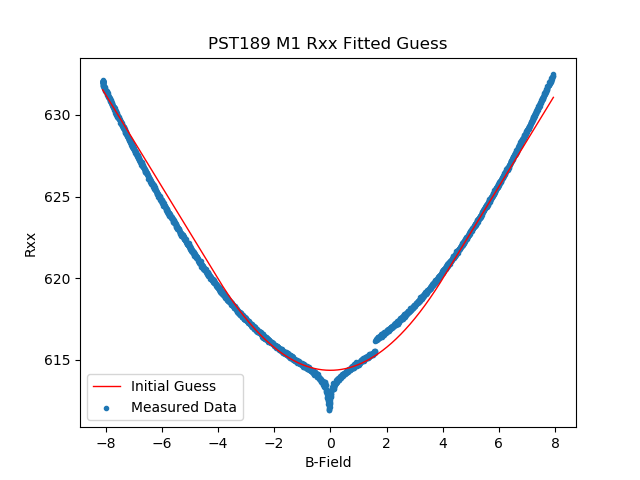 PST189 M1 Rxx Fitted Guess
630
625
620
615
Rxx
Initial Guess
Measured Data
−8 −6 −4 −2 0 2 4 6 8
B-Field